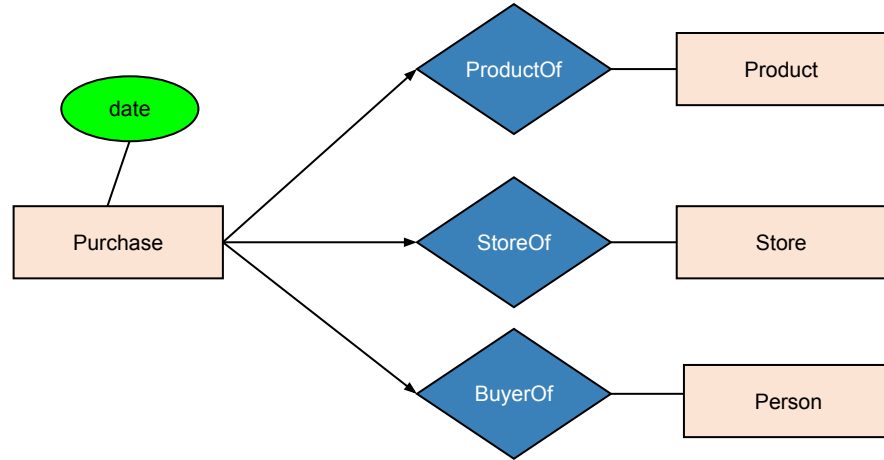 ProductOf
Product
date
Purchase
StoreOf
Store
BuyerOf
Person